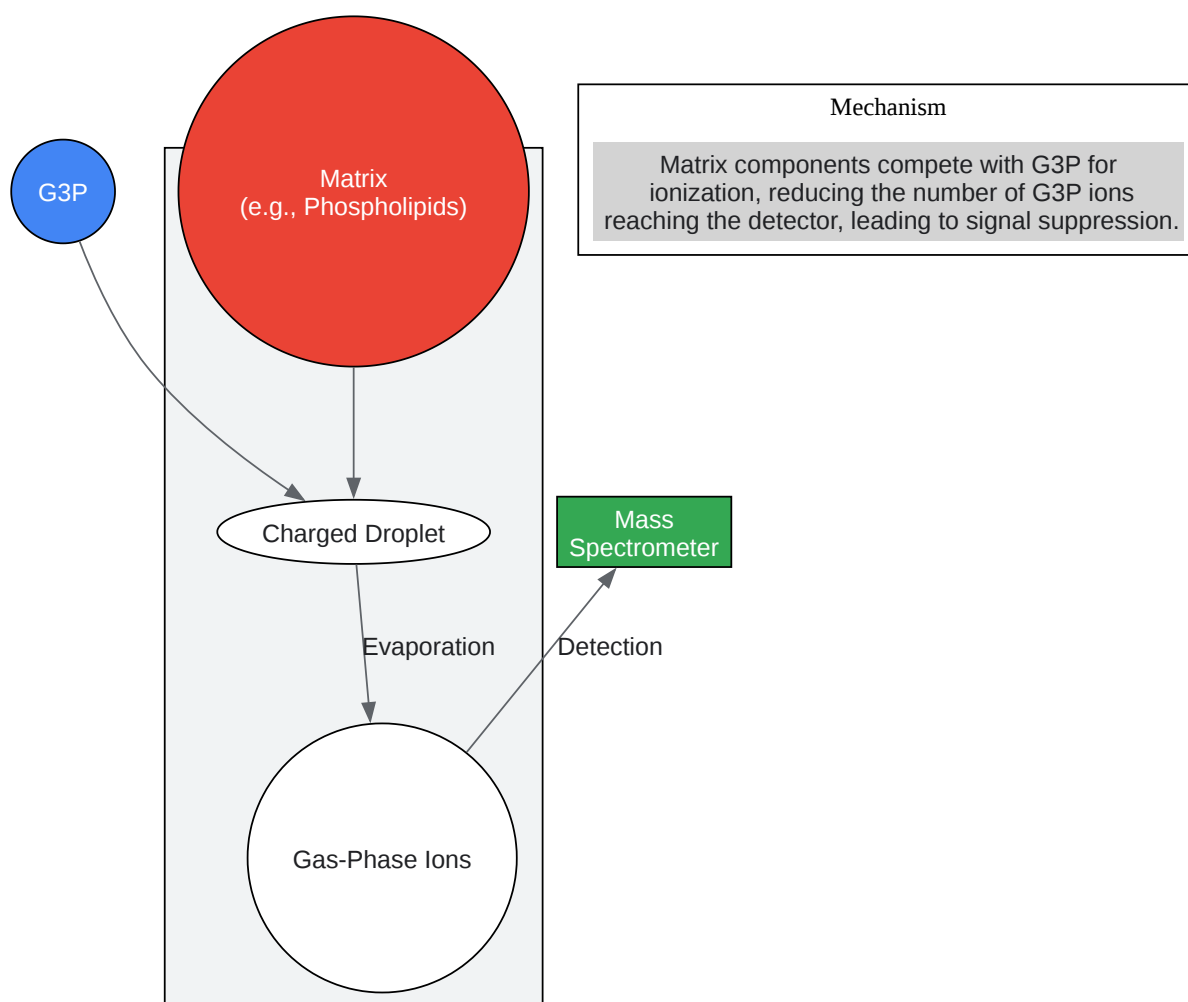 Mechanism
Matrix components compete with G3P for
ionization, reducing the number of G3P ions
reaching the detector, leading to signal suppression.
G3P
Matrix
(e.g., Phospholipids)
Charged Droplet
Mass
Spectrometer
Evaporation
Detection
Gas-Phase Ions